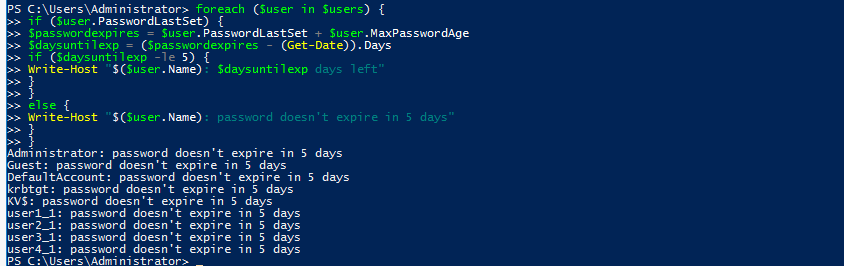 PS C:\Users\Administrator> foreach ($user in $users) {
>> if ($user.PasswordLastSet) {
>> $passwordexpires = $user.PasswordLastSet + $user.MaxPasswordAge
>> $daysuntilexp = ($passwordexpires - (Get-Date)).Days
>> if ($daysuntilexp -le 5) {
>> Write-Host "$($user.Name): $daysuntilexp days left"
>> }
>> }
>> else {
>> Write-Host "$($user.Name): password doesn't expire in 5 days"
>> }
>> }
Administrator: password doesn't expire in 5 days
Guest: password doesn't expire in 5 days
DefaultAccount: password doesn't expire in 5 days
krbtgt: password doesn't expire in 5 days
KV$: password doesn't expire in 5 days
user1_1: password doesn't expire in 5 days
user2_1: password doesn't expire in 5 days
user3_1: password doesn't expire in 5 days
user4_1: password doesn't expire in 5 days
PS C:\Users\Administrator> _